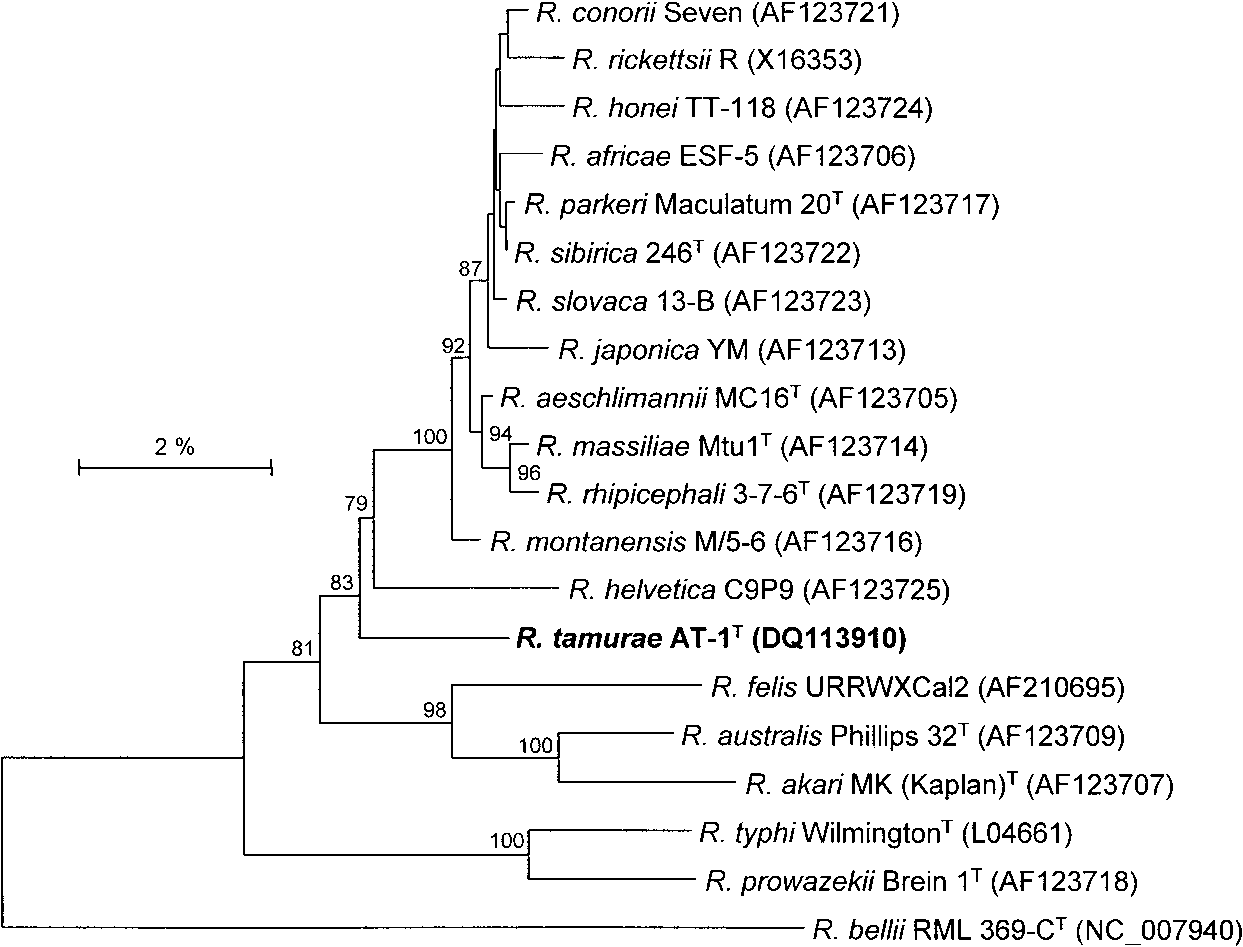 R. conorii Seven (AF123721)
R. rickettsii R (X16353)
R. honei TT-118 (AF123724)
R. africae ESF-5 (AF123706)
R. parkeri Maculatum 20ᵀ (AF123717)
R. sibirica 246ᵀ (AF123722)
87
R. slovaca 13-B (AF123723)
92
R. japonica YM (AF123713)
R. aeschlimannii MC16ᵀ (AF123705)
2 %
100
94
R. massiliae Mtu1ᵀ (AF123714)
96
R. rhipicephali 3-7-6ᵀ (AF123719)
79
R. montanensis M/5-6 (AF123716)
83
R. helvetica C9P9 (AF123725)
R. tamurae AT-1ᵀ (DQ113910)
81
R. felis URRWXCal2 (AF210695)
98
R. australis Phillips 32ᵀ (AF123709)
100
R. akari MK (Kaplan)ᵀ (AF123707)
R. typhi Wilmingtonᵀ (L04661)
100
R. prowazekii Brein 1ᵀ (AF123718)
R. bellii RML 369-Cᵀ (NC_007940)